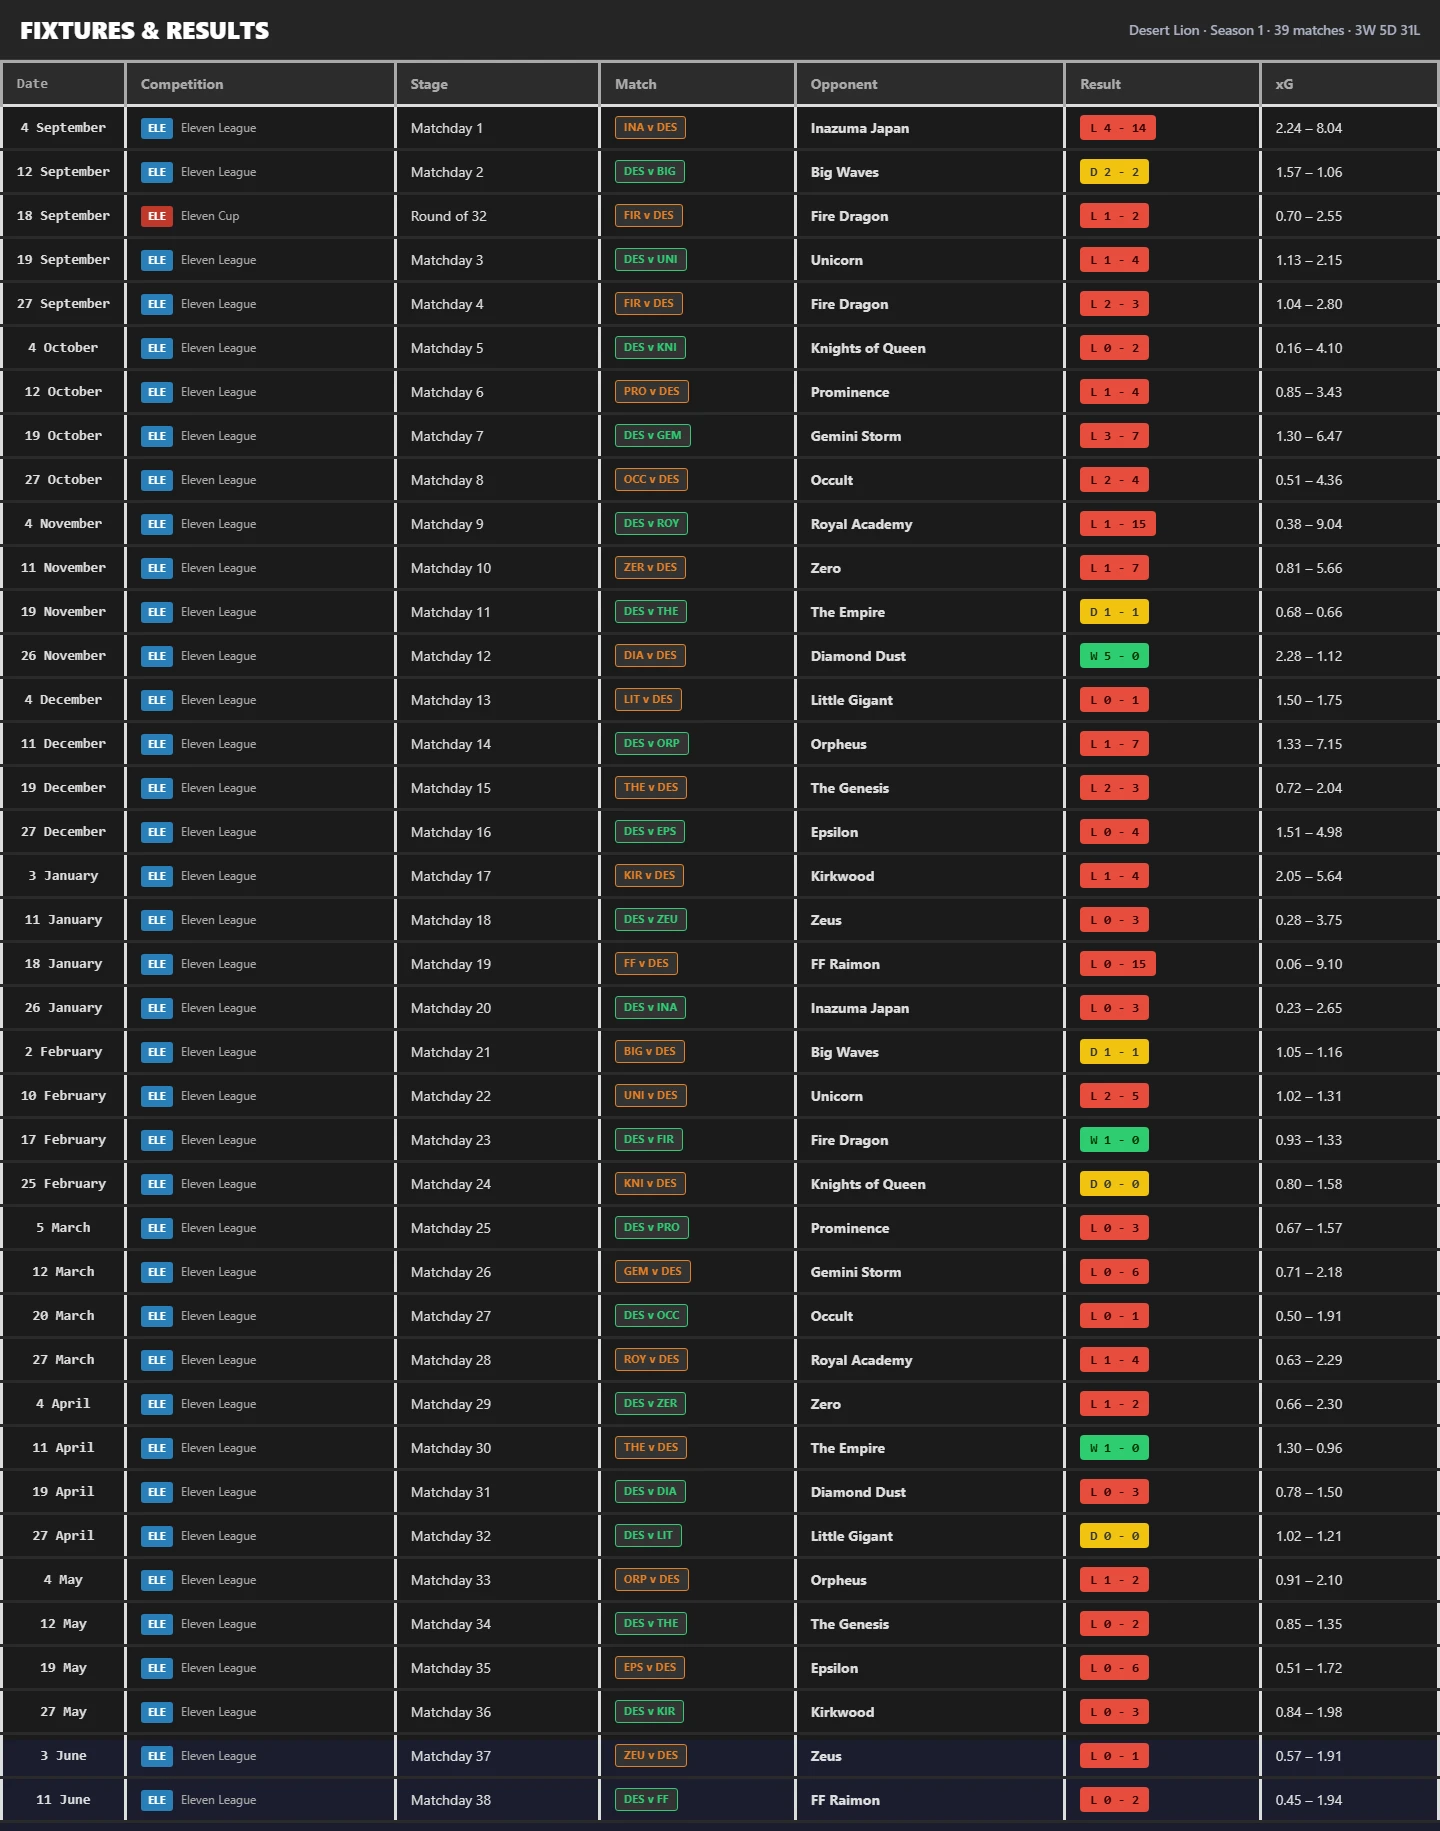 FIXTURES & RESULTS
Desert Lion · Season 1 · 39 matches · 3W 5D 31L
Date Competition Stage Match Opponent Result xG
4 September ELE Eleven League Matchday 1 INA v DES Inazuma Japan L 4 - 14 2.24 – 8.04
12 September ELE Eleven League Matchday 2 DES v BIG Big Waves D 2 - 2 1.57 – 1.06
18 September ELE Eleven Cup Round of 32 FIR v DES Fire Dragon L 1 - 2 0.70 – 2.55
19 September ELE Eleven League Matchday 3 DES v UNI Unicorn L 1 - 4 1.13 – 2.15
27 September ELE Eleven League Matchday 4 FIR v DES Fire Dragon L 2 - 3 1.04 – 2.80
4 October ELE Eleven League Matchday 5 DES v KNI Knights of Queen L 0 - 2 0.16 – 4.10
12 October ELE Eleven League Matchday 6 PRO v DES Prominence L 1 - 4 0.85 – 3.43
19 October ELE Eleven League Matchday 7 DES v GEM Gemini Storm L 3 - 7 1.30 – 6.47
27 October ELE Eleven League Matchday 8 OCC v DES Occult L 2 - 4 0.51 – 4.36
4 November ELE Eleven League Matchday 9 DES v ROY Royal Academy L 1 - 15 0.38 – 9.04
11 November ELE Eleven League Matchday 10 ZER v DES Zero L 1 - 7 0.81 – 5.66
19 November ELE Eleven League Matchday 11 DES v THE The Empire D 1 - 1 0.68 – 0.66
26 November ELE Eleven League Matchday 12 DIA v DES Diamond Dust W 5 - 0 2.28 – 1.12
4 December ELE Eleven League Matchday 13 LIT v DES Little Gigant L 0 - 1 1.50 – 1.75
11 December ELE Eleven League Matchday 14 DES v ORP Orpheus L 1 - 7 1.33 – 7.15
19 December ELE Eleven League Matchday 15 THE v DES The Genesis L 2 - 3 0.72 – 2.04
27 December ELE Eleven League Matchday 16 DES v EPS Epsilon L 0 - 4 1.51 – 4.98
3 January ELE Eleven League Matchday 17 KIR v DES Kirkwood L 1 - 4 2.05 – 5.64
11 January ELE Eleven League Matchday 18 DES v ZEU Zeus L 0 - 3 0.28 – 3.75
18 January ELE Eleven League Matchday 19 FF v DES FF Raimon L 0 - 15 0.06 – 9.10
26 January ELE Eleven League Matchday 20 DES v INA Inazuma Japan L 0 - 3 0.23 – 2.65
2 February ELE Eleven League Matchday 21 BIG v DES Big Waves D 1 - 1 1.05 – 1.16
10 February ELE Eleven League Matchday 22 UNI v DES Unicorn L 2 - 5 1.02 – 1.31
17 February ELE Eleven League Matchday 23 DES v FIR Fire Dragon W 1 - 0 0.93 – 1.33
25 February ELE Eleven League Matchday 24 KNI v DES Knights of Queen D 0 - 0 0.80 – 1.58
5 March ELE Eleven League Matchday 25 DES v PRO Prominence L 0 - 3 0.67 – 1.57
12 March ELE Eleven League Matchday 26 GEM v DES Gemini Storm L 0 - 6 0.71 – 2.18
20 March ELE Eleven League Matchday 27 DES v OCC Occult L 0 - 1 0.50 – 1.91
27 March ELE Eleven League Matchday 28 ROY v DES Royal Academy L 1 - 4 0.63 – 2.29
4 April ELE Eleven League Matchday 29 DES v ZER Zero L 1 - 2 0.66 – 2.30
11 April ELE Eleven League Matchday 30 THE v DES The Empire W 1 - 0 1.30 – 0.96
19 April ELE Eleven League Matchday 31 DES v DIA Diamond Dust L 0 - 3 0.78 – 1.50
27 April ELE Eleven League Matchday 32 DES v LIT Little Gigant D 0 - 0 1.02 – 1.21
4 May ELE Eleven League Matchday 33 ORP v DES Orpheus L 1 - 2 0.91 – 2.10
12 May ELE Eleven League Matchday 34 DES v THE The Genesis L 0 - 2 0.85 – 1.35
19 May ELE Eleven League Matchday 35 EPS v DES Epsilon L 0 - 6 0.51 – 1.72
27 May ELE Eleven League Matchday 36 DES v KIR Kirkwood L 0 - 3 0.84 – 1.98
3 June ELE Eleven League Matchday 37 ZEU v DES Zeus L 0 - 1 0.57 – 1.91
11 June ELE Eleven League Matchday 38 DES v FF FF Raimon L 0 - 2 0.45 – 1.94